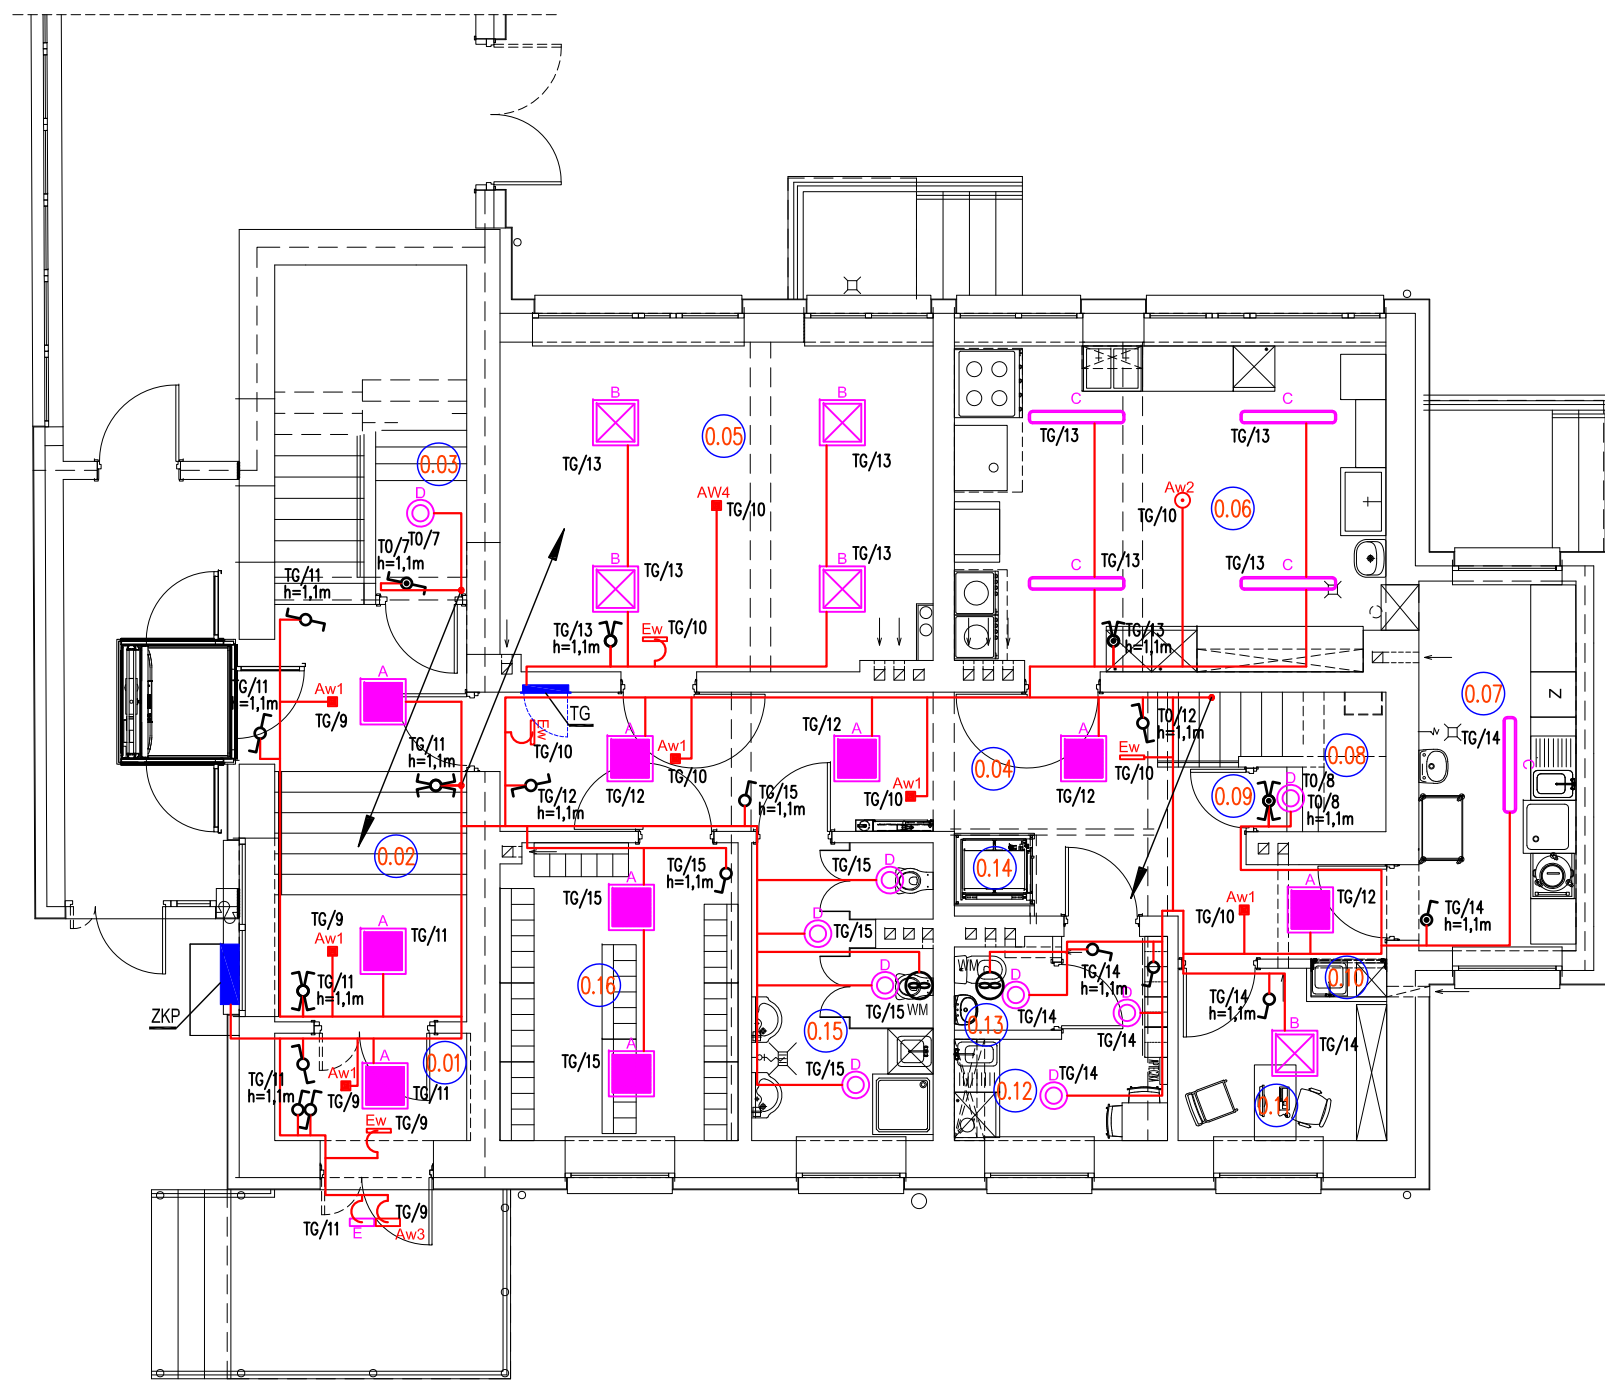 B
B
C
C
0.05
TG/13
TG/13
TG/13
TG/13
0.03
D
AW4
TG/10
Aw2
TG/10
0.06
TO/7
TO/7
h=1,1m
TG/11
h=1,1m
B
TG/13
B
TG/13
TG/13
C
TG/13
C
TG/13
h=1,1m
Ew
TG/10
TG/13
h=1,1m
A
Aw1
TG/9
TG/11
h=1,1m
TG
0.07
Z
TG/14
C
TG/11
h=1,1m
Ew
TG/10
A
TG/12
Aw1
TG/10
TG/12
A
Aw1
TG/10
0.04
A
TG/12
TO/12
h=1,1m
Ew
TG/10
0.08
0.09
D
TO/8
TO/8
h=1,1m
TG/12
h=1,1m
TG/15
h=1,1m
0.02
TG/15
h=1,1m
TG/15
D
0.14
A
TG/15
D
TG/15
Aw1
TG/10
A
TG/12
TG/14
h=1,1m
TG/9
Aw1
A
TG/11
TG/11
h=1,1m
ZKP
0.16
D
TG/15
WM
WM
D
TG/14
TG/14
h=1,1m
D
TG/14
TG/14
h=1,1m
0.10
0.15
0.13
B
TG/14
0.01
A
TG/11
Aw1
TG/9
TG/11
h=1,1m
A
TG/15
TG/15
D
0.12
D
TG/14
0.11
Ew
TG/9
TG/11
E
TG/9
Aw3